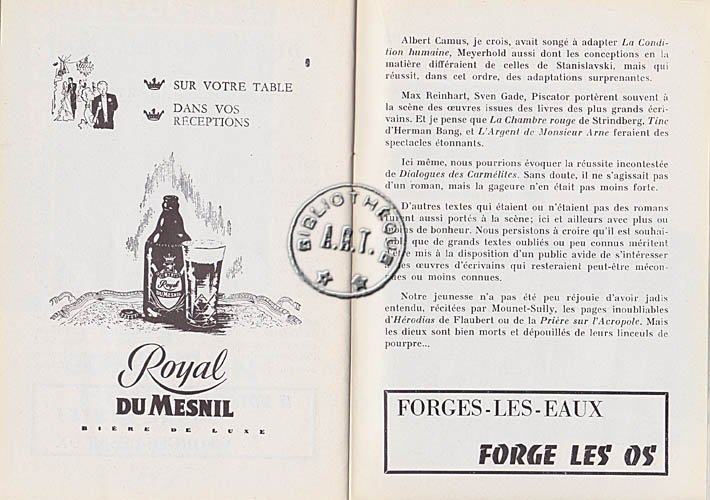 SUR VOTRE TABLE
DANS VOS
RÉCEPTIONS
Royal
DU MESNIL
Royal
DU MESNIL
BIÈRE DE LUXE
Albert Camus, je crois, avait songé à adapter La Condi-
tion humaine, Meyerhold aussi dont les conceptions en la
matière différaient de celles de Stanislavski, mais qui
réussit, dans cet ordre, des adaptations surprenantes.
Max Reinhart, Sven Gade, Piscator portèrent souvent à
la scène des œuvres issues des livres des plus grands écri-
vains. Et je pense que La Chambre rouge de Strindberg, Tine
d'Herman Bang, et L'Argent de Monsieur Arne feraient des
spectacles étonnants.
Ici même, nous pourrions évoquer la réussite incontestée
de Dialogues des Carmélites. Sans doute, il ne s'agissait pas
d'un roman, mais la gageure n'en était pas moins forte.
D'autres textes qui étaient ou n'étaient pas des romans
furent aussi portés à la scène; ici et ailleurs avec plus ou
de bonheur. Nous persistons à croire qu'il est souhai-
que de grands textes oubliés ou peu connus méritent
mis à la disposition d'un public avide de s'intéresser
œuvres d'écrivains qui resteraient peut-être mécon-
ou moins connues.
Notre jeunesse n'a pas été peu réjouie d'avoir jadis
entendu, récitées par Mounet-Sully, les pages inoubliables
d'Hérodias de Flaubert ou de la Prière sur l'Acropole. Mais
les dieux sont bien morts et dépouillés de leurs linceuls de
pourpre...
FORGES-LES-EAUX
FORGE LES OS
BIBLIOTHÈQUE
A.R.T.